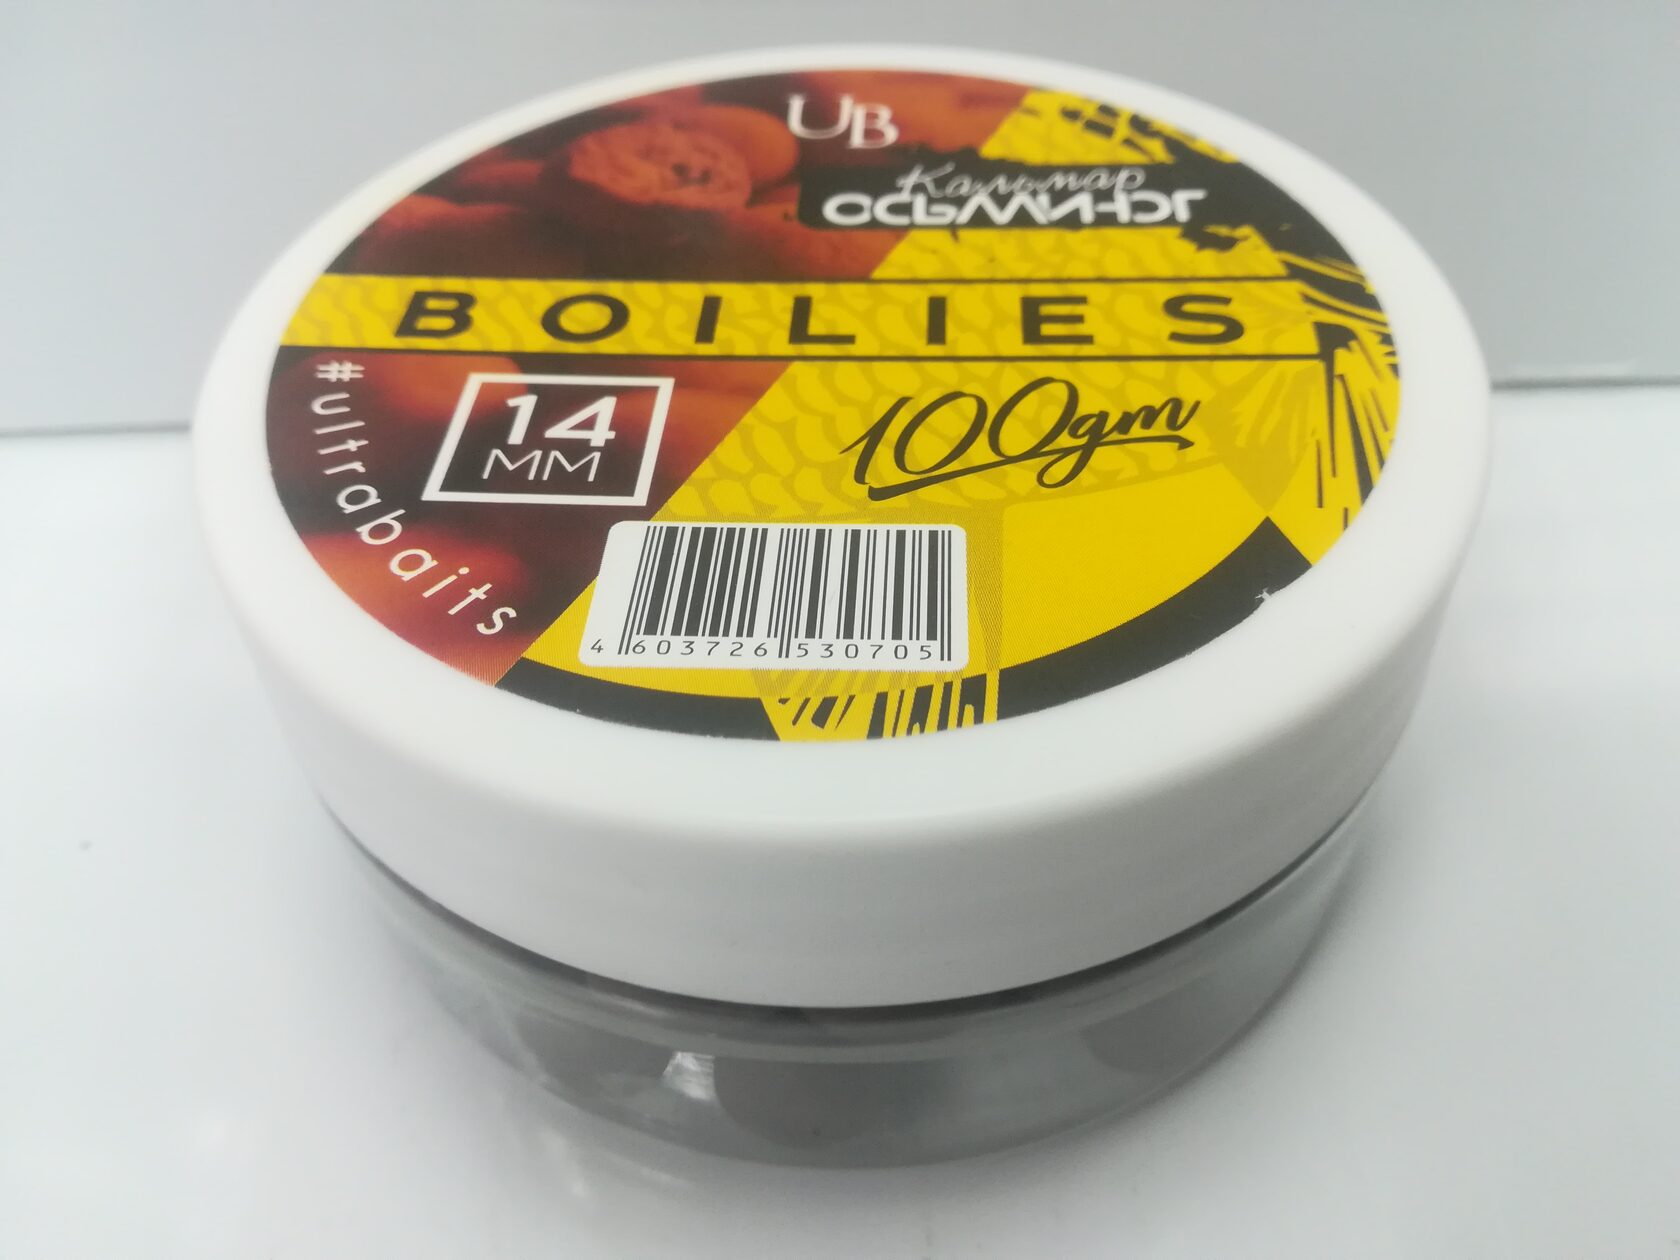 UB
Кальмар
ОСЬМИНОГ
BOILIES
#ultrabaits
14
MM
100gm
4 603726 530705